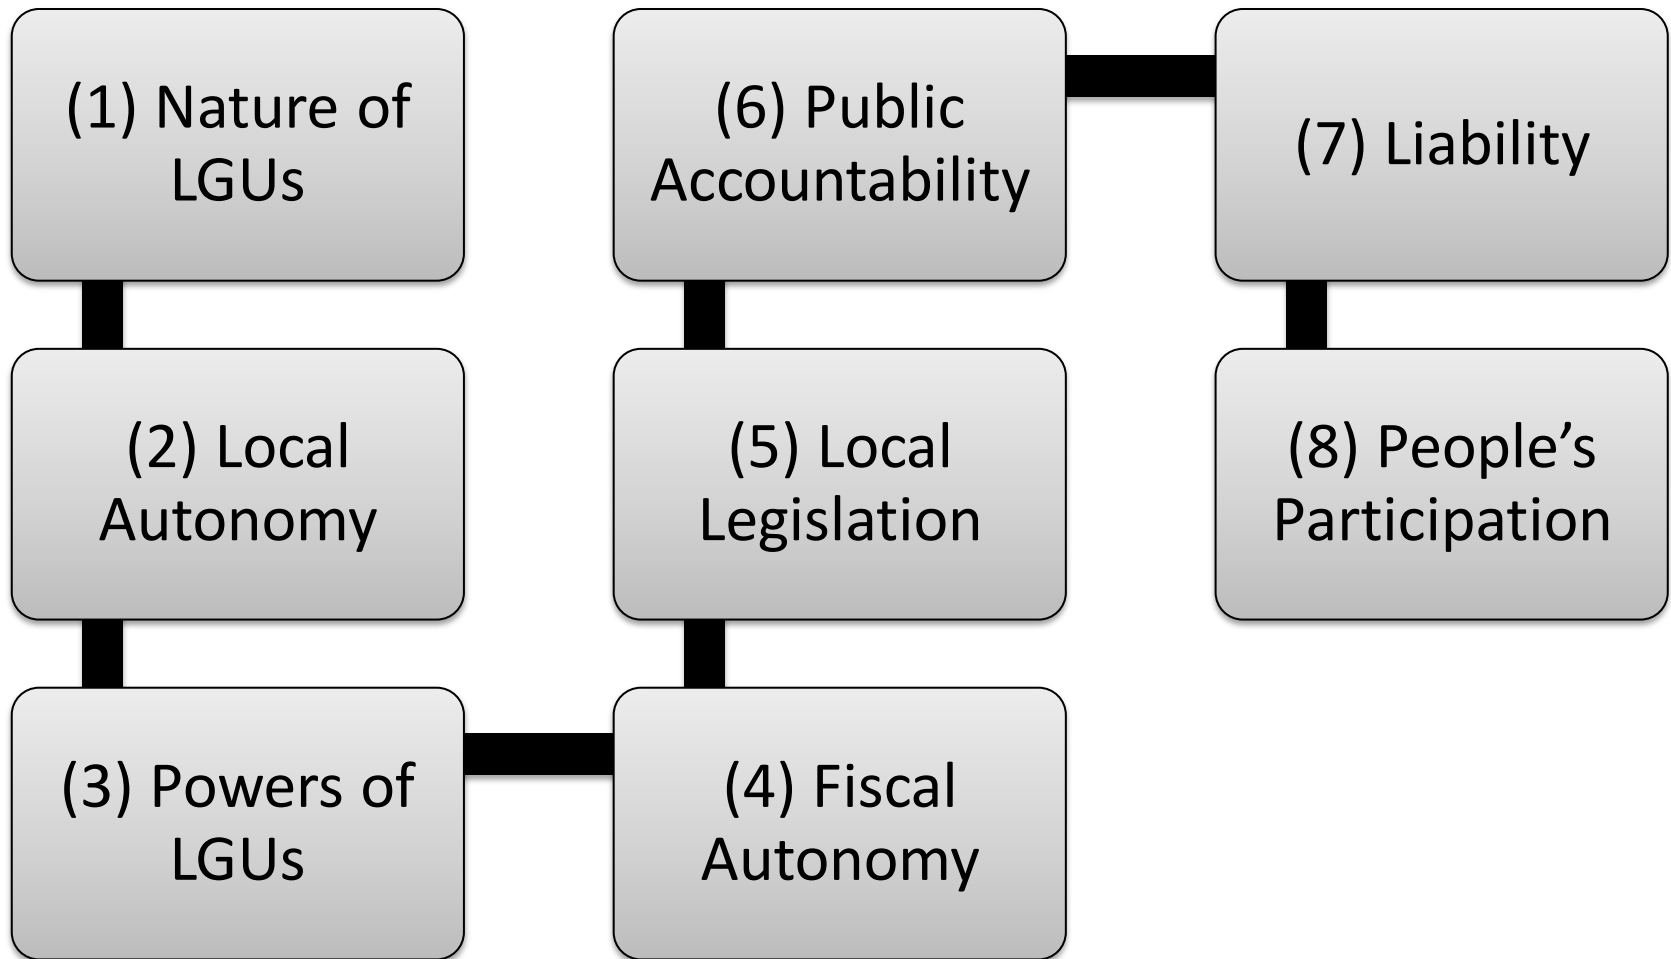 (1) Nature of
LGUs
(2) Local
Autonomy
(3) Powers of
LGUs
(4) Fiscal
Autonomy
(5) Local
Legislation
(6) Public
Accountability
(7) Liability
(8) People’s
Participation